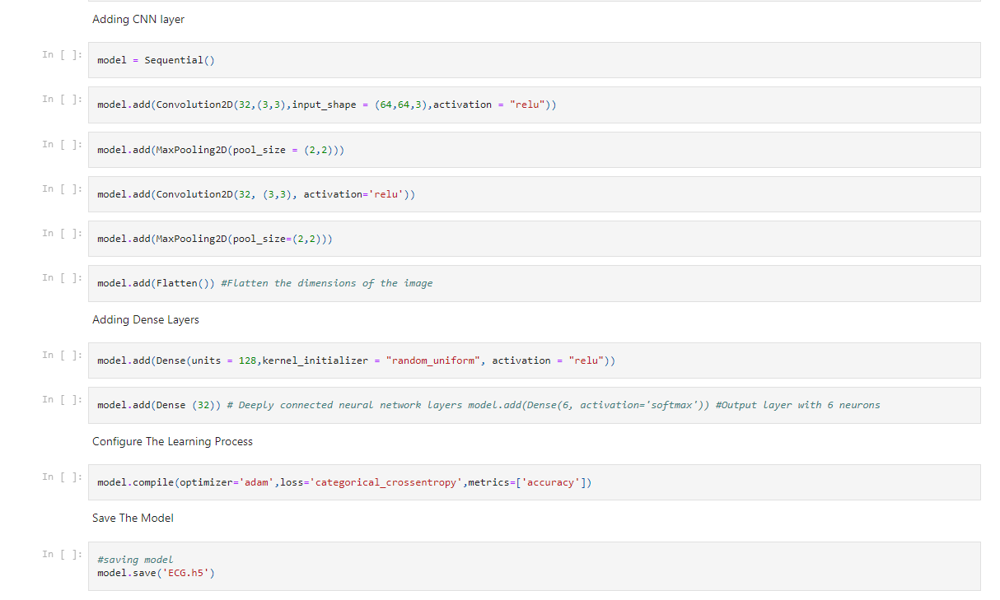 Adding CNN layer
In [ ]:
model = Sequential()
In [ ]:
model.add(Convolution2D(32,(3,3),input_shape = (64,64,3),activation = "relu"))
In [ ]:
model.add(MaxPooling2D(pool_size = (2,2)))
In [ ]:
model.add(Convolution2D(32, (3,3), activation='relu'))
In [ ]:
model.add(MaxPooling2D(pool_size=(2,2)))
In [ ]:
model.add(Flatten()) #Flatten the dimensions of the image
Adding Dense Layers
In [ ]:
model.add(Dense(units = 128,kernel_initializer = "random_uniform", activation = "relu"))
In [ ]:
model.add(Dense (32)) # Deeply connected neural network layers model.add(Dense(6, activation='softmax')) #Output layer with 6 neurons
Configure The Learning Process
In [ ]:
model.compile(optimizer='adam',loss='categorical_crossentropy',metrics=['accuracy'])
Save The Model
In [ ]:
#saving model
model.save('ECG.h5')